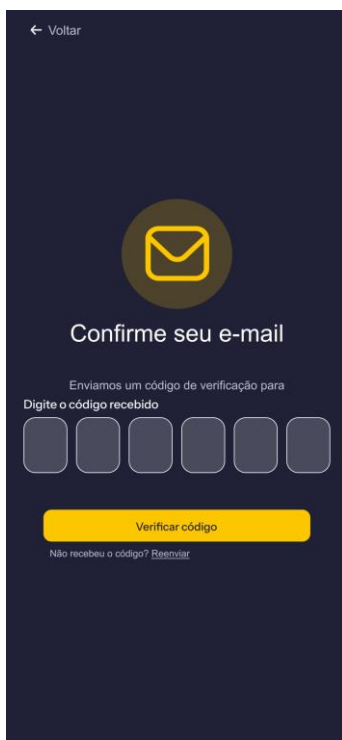 ← Voltar
Confirme seu e-mail
Enviamos um código de verificação para
Digite o código recebido
Verificar código
Não recebeu o código? Reenviar